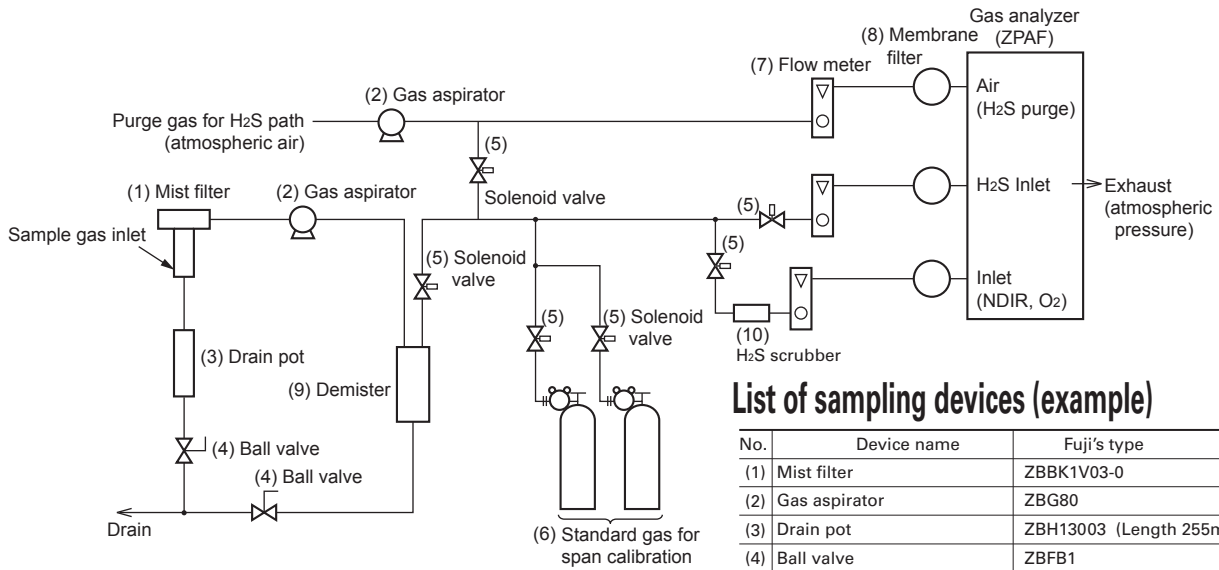 Gas analyzer
(ZPAF)
(8) Membrane
filter
(7) Flow meter
(2) Gas aspirator
Air
(H2S purge)
Purge gas for H2S path
(atmospheric air)
(5)
(1) Mist filter
(2) Gas aspirator
Solenoid valve
(5)
H2S Inlet
Exhaust
(atmospheric
pressure)
Sample gas inlet
(5) Solenoid
valve
(5)
Inlet
(NDIR, O2)
(5)
(5) Solenoid
valve
(10)
H2S scrubber
(3) Drain pot
(9) Demister
(4) Ball valve
(4) Ball valve
Drain
(6) Standard gas for
span calibration
List of sampling devices (example)
No. Device name Fuji's type
(1) Mist filter ZBBK1V03-0
(2) Gas aspirator ZBG80
(3) Drain pot ZBH13003 (Length 255m
(4) Ball valve ZBFB1